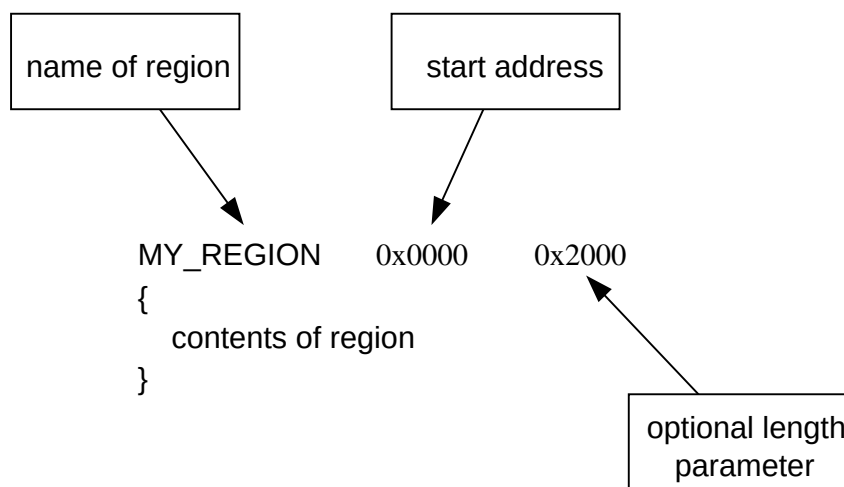 name of region
start address
MY_REGION 0x0000 0x2000
{
contents of region
}
optional length
parameter